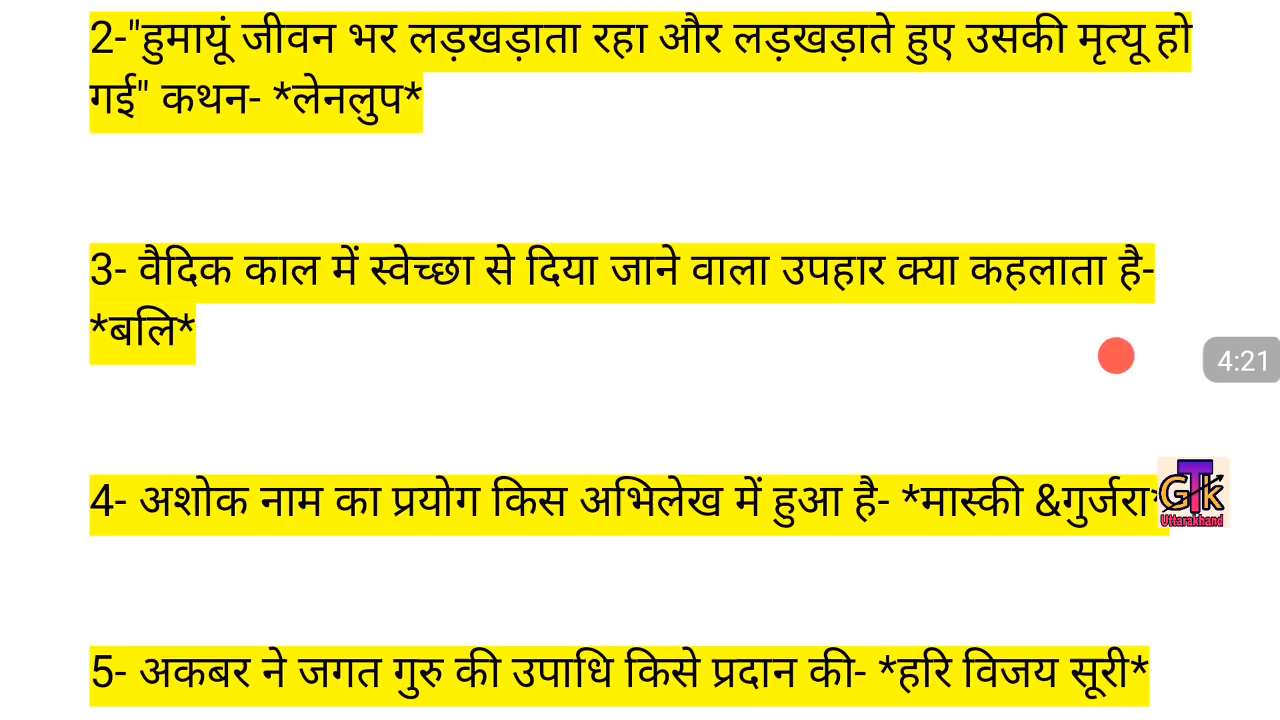 2-"हुमायूं जीवन भर लड़खड़ाता रहा और लड़खड़ाते हुए उसकी मृत्यू हो
गई" कथन- *लेनलुप*
3- वैदिक काल में स्वेच्छा से दिया जाने वाला उपहार क्या कहलाता है-
*बलि*
4:21
4- अशोक नाम का प्रयोग किस अभिलेख में हुआ है- *मास्की &गुर्जरा*
GTk
Uttarakhand
5- अकबर ने जगत गुरु की उपाधि किसे प्रदान की- *हरि विजय सूरी*